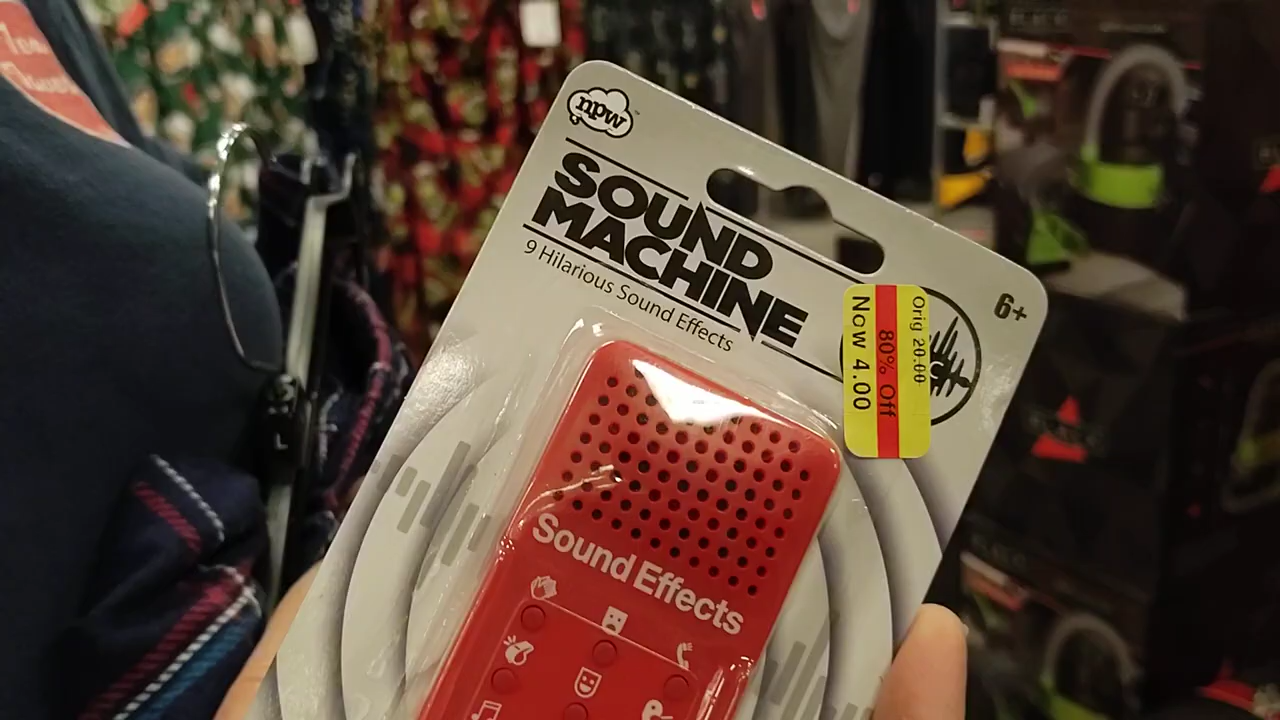 npw
SOUND
MACHINE
9 Hilarious Sound Effects
6+
Orig 20.00
80% Off
Now 4.00
Sound Effects